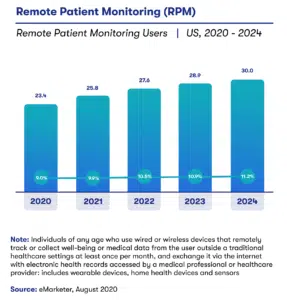 Remote Patient Monitoring (RPM)
Remote Patient Monitoring Users | US, 2020 - 2024
23.4 25.8 27.6 28.9 30.0
9.0% 9.9% 10.5% 10.9% 11.2%
2020 2021 2022 2023 2024
Note: Individuals of any age who use wired or wireless devices that remotely
track or collect well-being or medical data from the user outside a traditional
healthcare settings at least once per month, and exchange it via the internet
with electronic health records accessed by a medical professional or healthcare
provider: includes wearable devices, home health devices and sensors
Source: eMarketer, August 2020